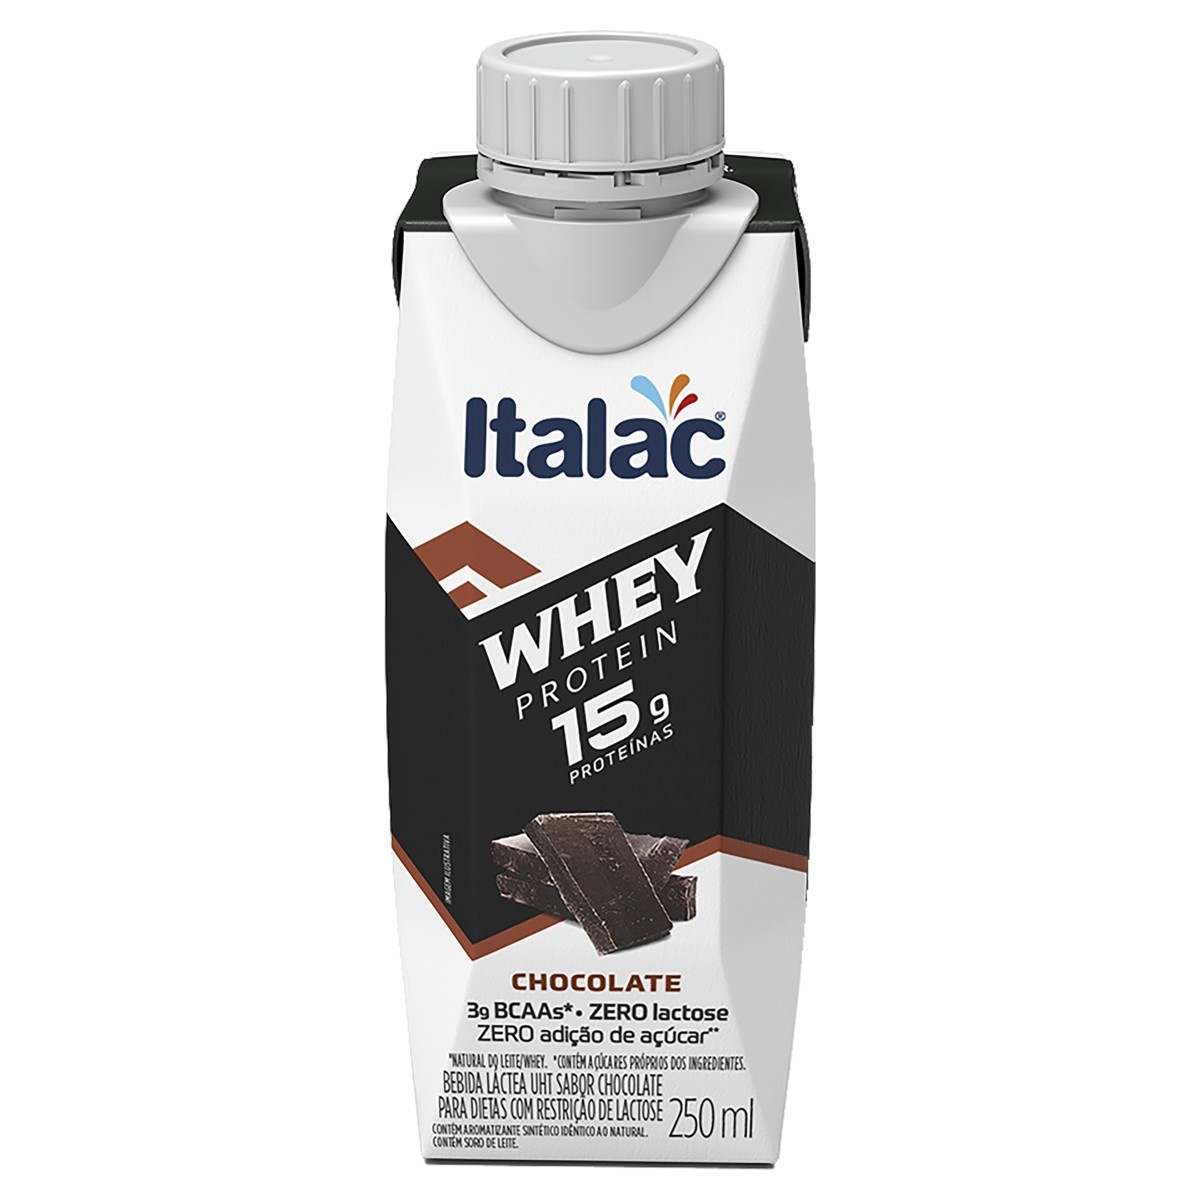 Italac®
WHEY
PROTEIN
15 g
PROTEÍNAS
IMAGEM ILUSTRATIVA
CHOCOLATE
3g BCAAs* • ZERO lactose
ZERO adição de açúcar**
*NATURAL DO LEITE/WHEY. *CONTÉM AÇÚCARES PRÓPRIOS DOS INGREDIENTES.
BEBIDA LÁCTEA UHT SABOR CHOCOLATE
PARA DIETAS COM RESTRIÇÃO DE LACTOSE 250 ml
CONTÉM AROMATIZANTE SINTÉTICO IDÊNTICO AO NATURAL.
CONTÉM SORO DE LEITE.